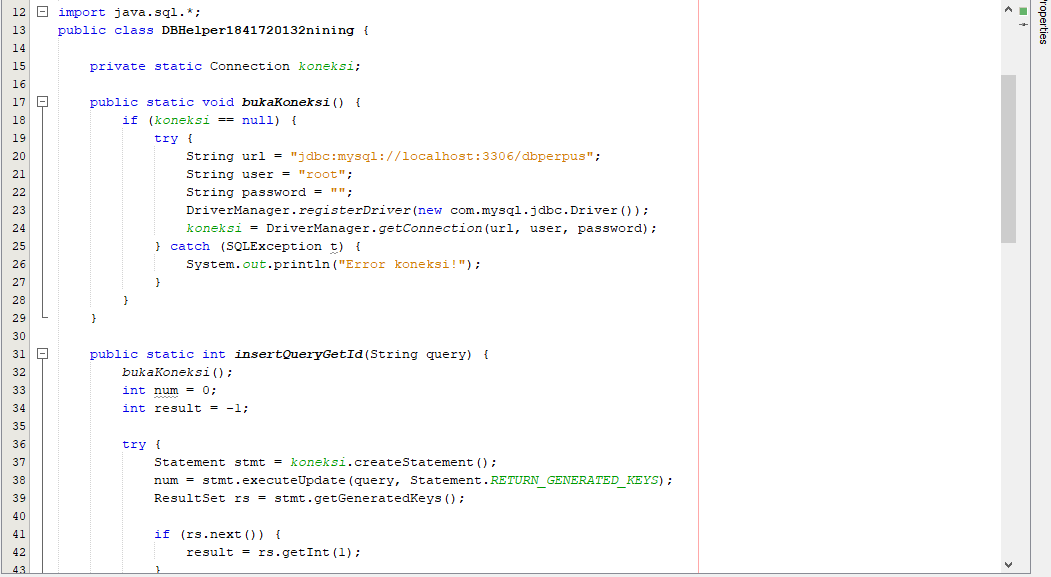 12 import java.sql.*;
13 public class DBHelper1841720132nining {
14
15     private static Connection koneksi;
16
17     public static void bukaKoneksi() {
18         if (koneksi == null) {
19             try {
20                 String url = "jdbc:mysql://localhost:3306/dbperpus";
21                 String user = "root";
22                 String password = "";
23                 DriverManager.registerDriver(new com.mysql.jdbc.Driver());
24                 koneksi = DriverManager.getConnection(url, user, password);
25             } catch (SQLException t) {
26                 System.out.println("Error koneksi!");
27             }
28         }
29     }
30
31     public static int insertQueryGetId(String query) {
32         bukaKoneksi();
33         int num = 0;
34         int result = -1;
35
36         try {
37             Statement stmt = koneksi.createStatement();
38             num = stmt.executeUpdate(query, Statement.RETURN_GENERATED_KEYS);
39             ResultSet rs = stmt.getGeneratedKeys();
40
41             if (rs.next()) {
42                 result = rs.getInt(1);
43             }
roperties